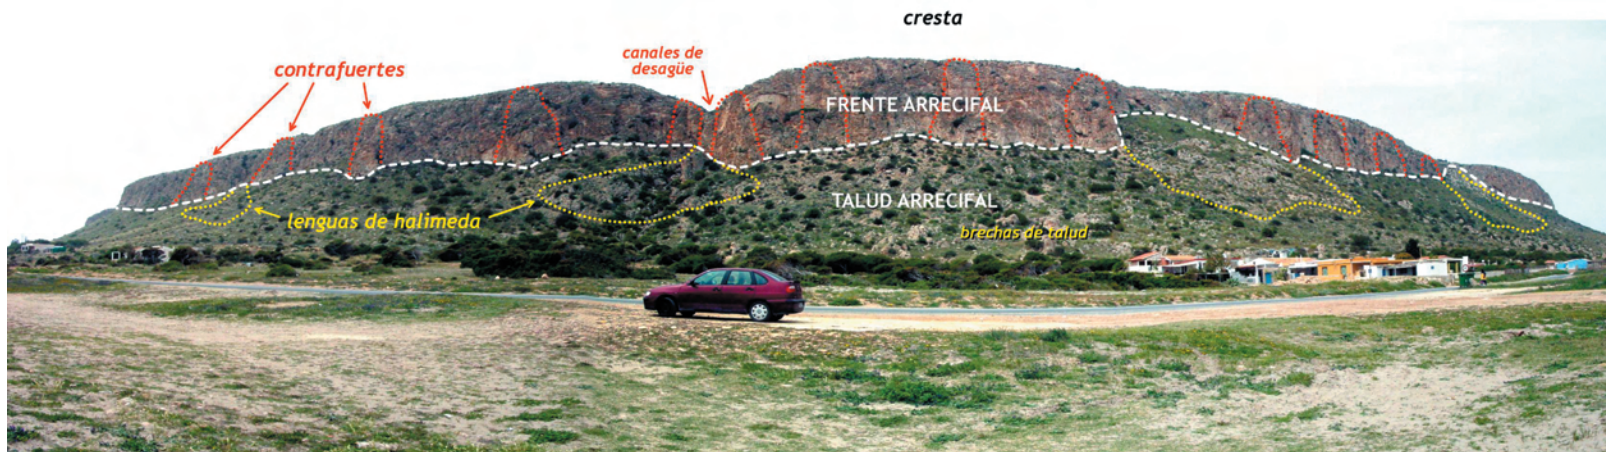 cresta
canales de
desagüe
contrafuertes
FRENTE ARRECIFAL
TALUD ARRECIFAL
lenguas de halimeda
brechas de talud